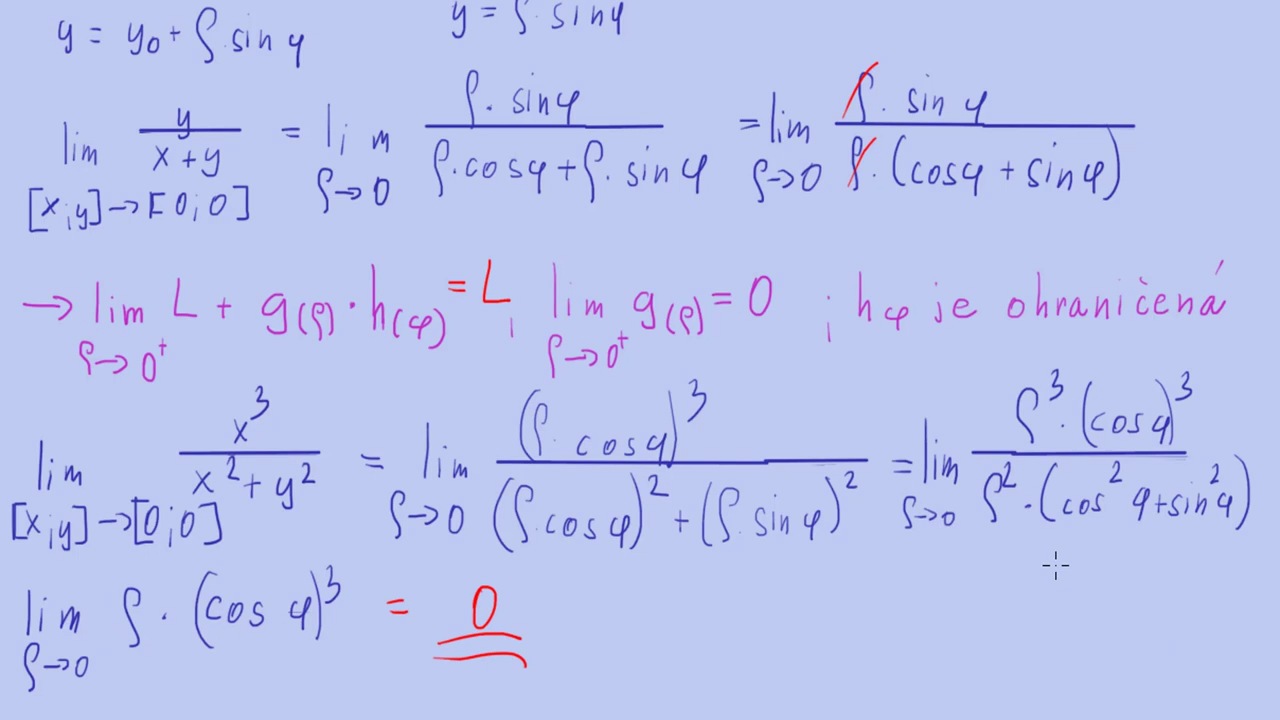 y = y₀ + ρ. sin φ
y = ρ. sin φ
lim [x;y]→[0;0] y/(x+y) = lim ρ→0 (ρ. sin φ)/(ρ.cos φ + ρ. sin φ) = lim ρ→0 (ρ. sin φ)/(ρ. (cos φ + sin φ))
→ lim ρ→0⁺ L + g(ρ) · h(φ) = L, lim ρ→0⁺ g(ρ) = 0 ; hφ je ohraničená
lim [x;y]→[0;0] x³/(x² + y²) = lim ρ→0 (ρ. cos φ)³/((ρ. cos φ)² + (ρ. sin φ)²) = lim ρ→0 ρ³. (cos φ)³/(ρ². (cos² φ + sin² φ))
lim ρ→0 ρ . (cos φ)³ = 0